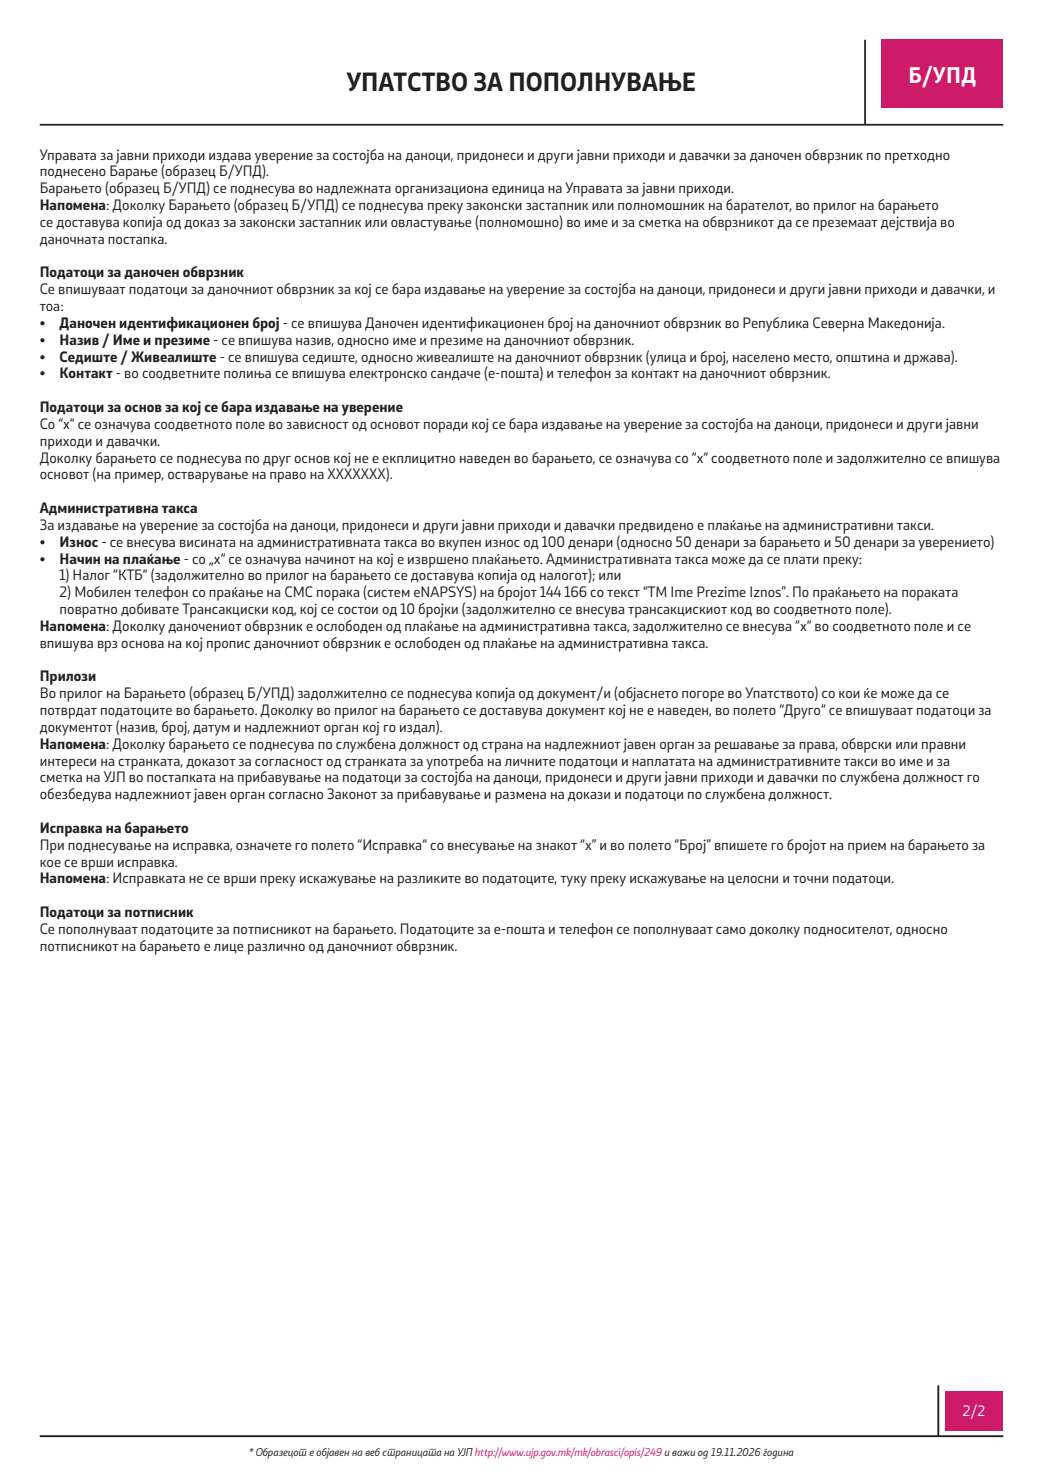 УПАТСТВО ЗА ПОПОЛНУВАЊЕ
Б/УПД
Управата за јавни приходи издава уверение за состојба на даноци, придонеси и други јавни приходи и давачки за даночен обврзник по претходно
поднесено Барање (образец Б/УПД).
Барањето (образец Б/УПД) се поднесува во надлежната организациона единица на Управата за јавни приходи.
Напомена: Доколку Барањето (образец Б/УПД) се поднесува преку законски застапник или полномошник на барателот, во прилог на барањето
се доставува копија од доказ за законски застапник или овластување (полномошно) во име и за сметка на обврзникот да се преземаат дејствија во
даночната постапка.
Податоци за даночен обврзник
Се впишуваат податоци за даночниот обврзник за кој се бара издавање на уверение за состојба на даноци, придонеси и други јавни приходи и давачки, и
тоа:
• Даночен идентификационен број - се впишува Даночен идентификационен број на даночниот обврзник во Република Северна Македонија.
• Назив / Име и презиме - се впишува назив, односно име и презиме на даночниот обврзник.
• Седиште / Живеалиште - се впишува седиште, односно живеалиште на даночниот обврзник (улица и број, населено место, општина и држава).
• Контакт - во соодветните полиња се впишува електронско сандаче (е-пошта) и телефон за контакт на даночниот обврзник.
Податоци за основ за кој се бара издавање на уверение
Со “х“ се означува соодветното поле во зависност од основот поради кој се бара издавање на уверение за состојба на даноци, придонеси и други јавни
приходи и давачки.
Доколку барањето се поднесува по друг основ кој не е екплицитно наведен во барањето, се означува со “х“ соодветното поле и задолжително се впишува
основот (на пример, остварување на право на ХХХХХХХ).
Административна такса
За издавање на уверение за состојба на даноци, придонеси и други јавни приходи и давачки предвидено е плаќање на административни такси.
• Износ - се внесува висината на административната такса во вкупен износ од 100 денари (односно 50 денари за барањето и 50 денари за уверението)
• Начин на плаќање - со „х“ се означува начинот на кој е извршено плаќањето. Административната такса може да се плати преку:
1) Налог “КТБ“ (задолжително во прилог на барањето се доставува копија од налогот); или
2) Мобилен телефон со праќање на СМС порака (систем eNAPSYS) на бројот 144 166 со текст “TM Ime Prezime Iznos”. По праќањето на пораката
повратно добивате Трансакциски код, кој се состои од 10 бројки (задолжително се внесува трансакцискиот код во соодветното поле).
Напомена: Доколку даночениот обврзник е ослободен од плаќање на административна такса, задолжително се внесува “х“ во соодветното поле и се
впишува врз основа на кој пропис даночниот обврзник е ослободен од плаќање на административна такса.
Прилози
Во прилог на Барањето (образец Б/УПД) задолжително се поднесува копија од документ/и (објаснето погоре во Упатството) со кои ќе може да се
потврдат податоците во барањето. Доколку во прилог на барањето се доставува документ кој не е наведен, во полето “Друго“ се впишуваат податоци за
документот (назив, број, датум и надлежниот орган кој го издал).
Напомена: Доколку барањето се поднесува по службена должност од страна на надлежниот јавен орган за решавање за права, обврски или правни
интереси на странката, доказот за согласност од странката за употреба на личните податоци и наплатата на административните такси во име и за
сметка на УЈП во постапката на прибавување на податоци за состојба на даноци, придонеси и други јавни приходи и давачки по службена должност го
обезбедува надлежниот јавен орган согласно Законот за прибавување и размена на докази и податоци по службена должност.
Исправка на барањето
При поднесување на исправка, означете го полето “Исправка“ со внесување на знакот “х” и во полето “Број” впишете го бројот на прием на барањето за
кое се врши исправка.
Напомена: Исправката не се врши преку искажување на разликите во податоците, туку преку искажување на целосни и точни податоци.
Податоци за потписник
Се пополнуваат податоците за потписникот на барањето. Податоците за е-пошта и телефон се пополнуваат само доколку подносителот, односно
потписникот на барањето е лице различно од даночниот обврзник.
2/2
* Образецот е објавен на веб страницата на УЈП http://www.ujp.gov.mk/mk/obrasci/opis/249 и важи од 19.11.2026 година